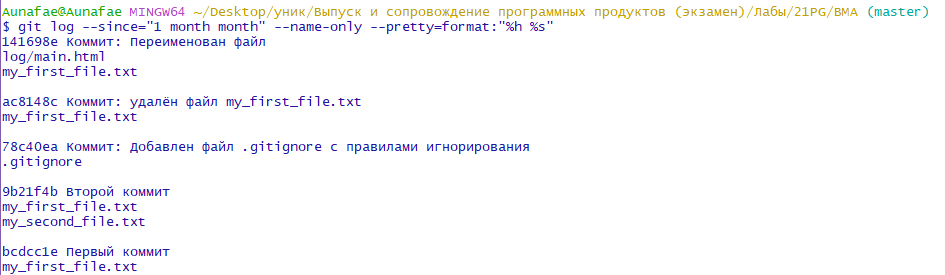 Aunafae@Aunafae MINGW64 ~/Desktop/уник/Выпуск и сопровождение программных продуктов (экзамен)/Лабы/21PG/BMA (master)
$ git log --since="1 month month" --name-only --pretty=format:"%h %s"
141698e Коммит: Переименован файл
log/main.html
my_first_file.txt

ac8148c Коммит: удалён файл my_first_file.txt
my_first_file.txt

78c40ea Коммит: Добавлен файл .gitignore с правилами игнорирования
.gitignore

9b21f4b Второй коммит
my_first_file.txt
my_second_file.txt

bcdcc1e Первый коммит
my_first_file.txt